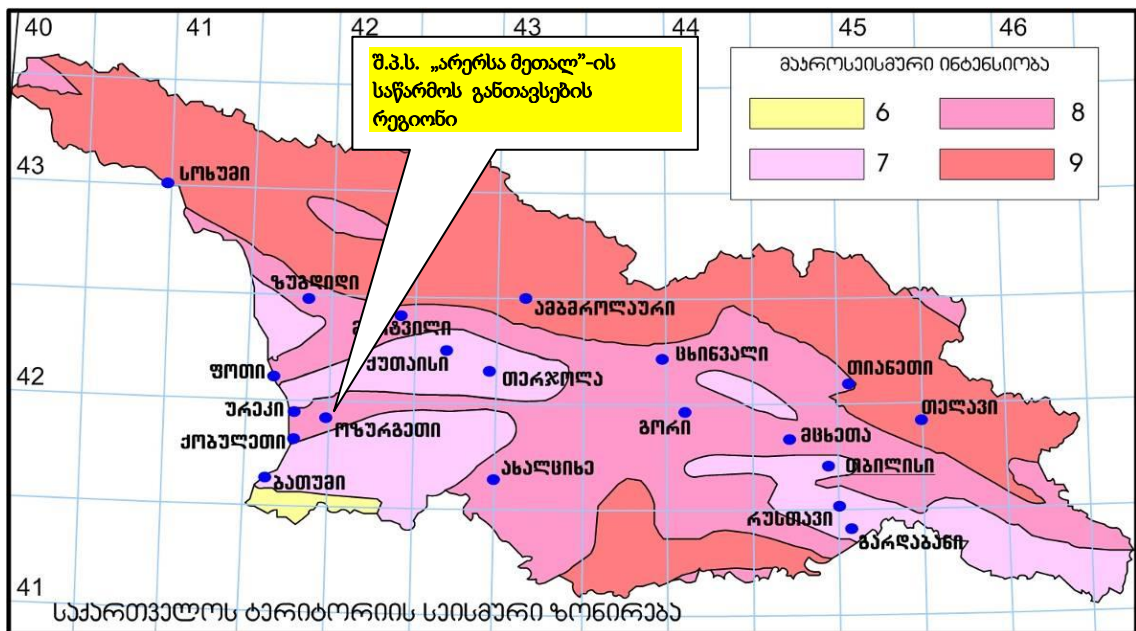 40 41 42 43 44 45 46
შ.პ.ს. „არერსა მეთალ”-ის
საწარმოს განთავსების
რეგიონი
მაკროსეისმური ინტენსიობა
6 8
7 9
43
სოხუმი
ზუგდიდი
ამბმროლაური
ქუთაისი
ცხინვალი
ფოთი
თერჯოლა
თიანეთი
42
ურეკი
ოზურგეთი
გორი
თელავი
ქობულეთი
მცხეთა
ბათუმი
ახალციხე
თბილისი
რუსთავი
გარდაბანი
41
საქართველოს ტერიტორიის სეისმური ზონირება